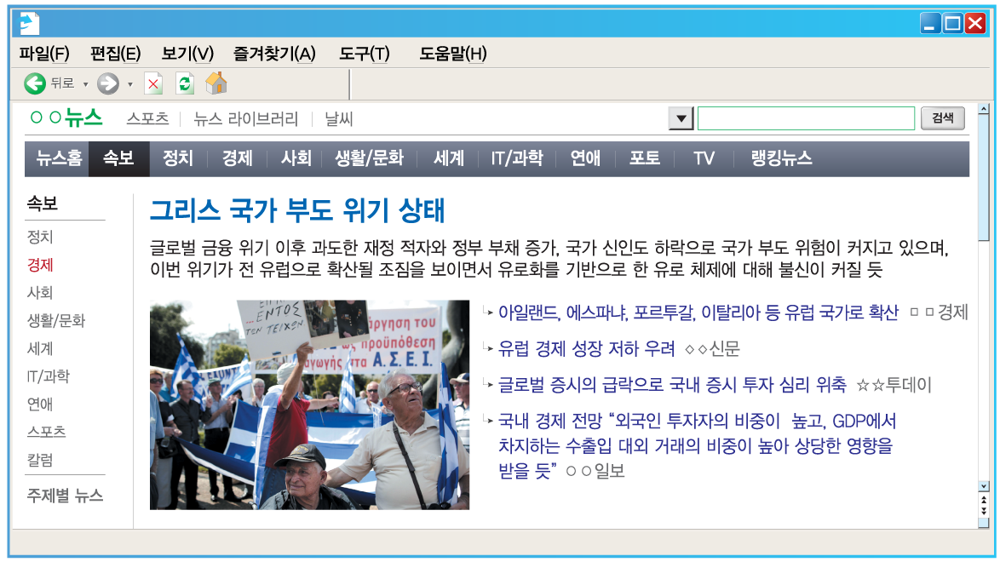 파일(F) 편집(E) 보기(V) 즐겨찾기(A) 도구(T) 도움말(H)
뒤로
○○뉴스 스포츠 | 뉴스 라이브러리 | 날씨 검색
뉴스홈 속보 정치 경제 사회 생활/문화 세계 IT/과학 연애 포토 TV 랭킹뉴스
속보
정치
경제
사회
생활/문화
세계
IT/과학
연애
스포츠
칼럼
주제별 뉴스
그리스 국가 부도 위기 상태
글로벌 금융 위기 이후 과도한 재정 적자와 정부 부채 증가, 국가 신인도 하락으로 국가 부도 위험이 커지고 있으며,
이번 위기가 전 유럽으로 확산될 조짐을 보이면서 유로화를 기반으로 한 유로 체제에 대해 불신이 커질 듯
...ΕΝΤΟΣ
ΤΩΝ ΤΕΙΧΩΝ
άργηση του
ως προϋπόθεση
αγωγής στα Α.Σ.Ε.Ι.
아일랜드, 에스파냐, 포르투갈, 이탈리아 등 유럽 국가로 확산 □□경제
유럽 경제 성장 저하 우려 ◇◇신문
글로벌 증시의 급락으로 국내 증시 투자 심리 위축 ☆☆투데이
국내 경제 전망 “외국인 투자자의 비중이 높고, GDP에서
차지하는 수출입 대외 거래의 비중이 높아 상당한 영향을
받을 듯” ○○일보